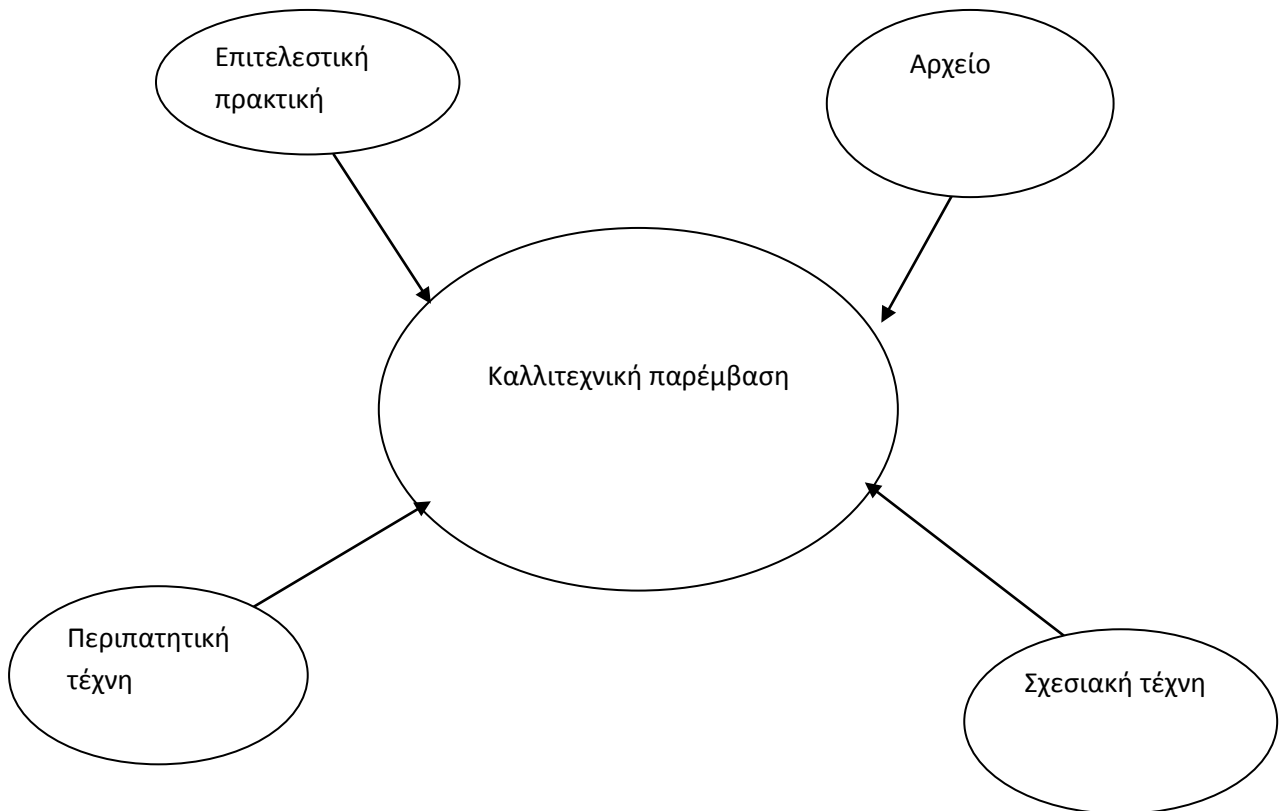 Επιτελεστική
πρακτική
Αρχείο
Καλλιτεχνική παρέμβαση
Περιπατητική
τέχνη
Σχεσιακή τέχνη